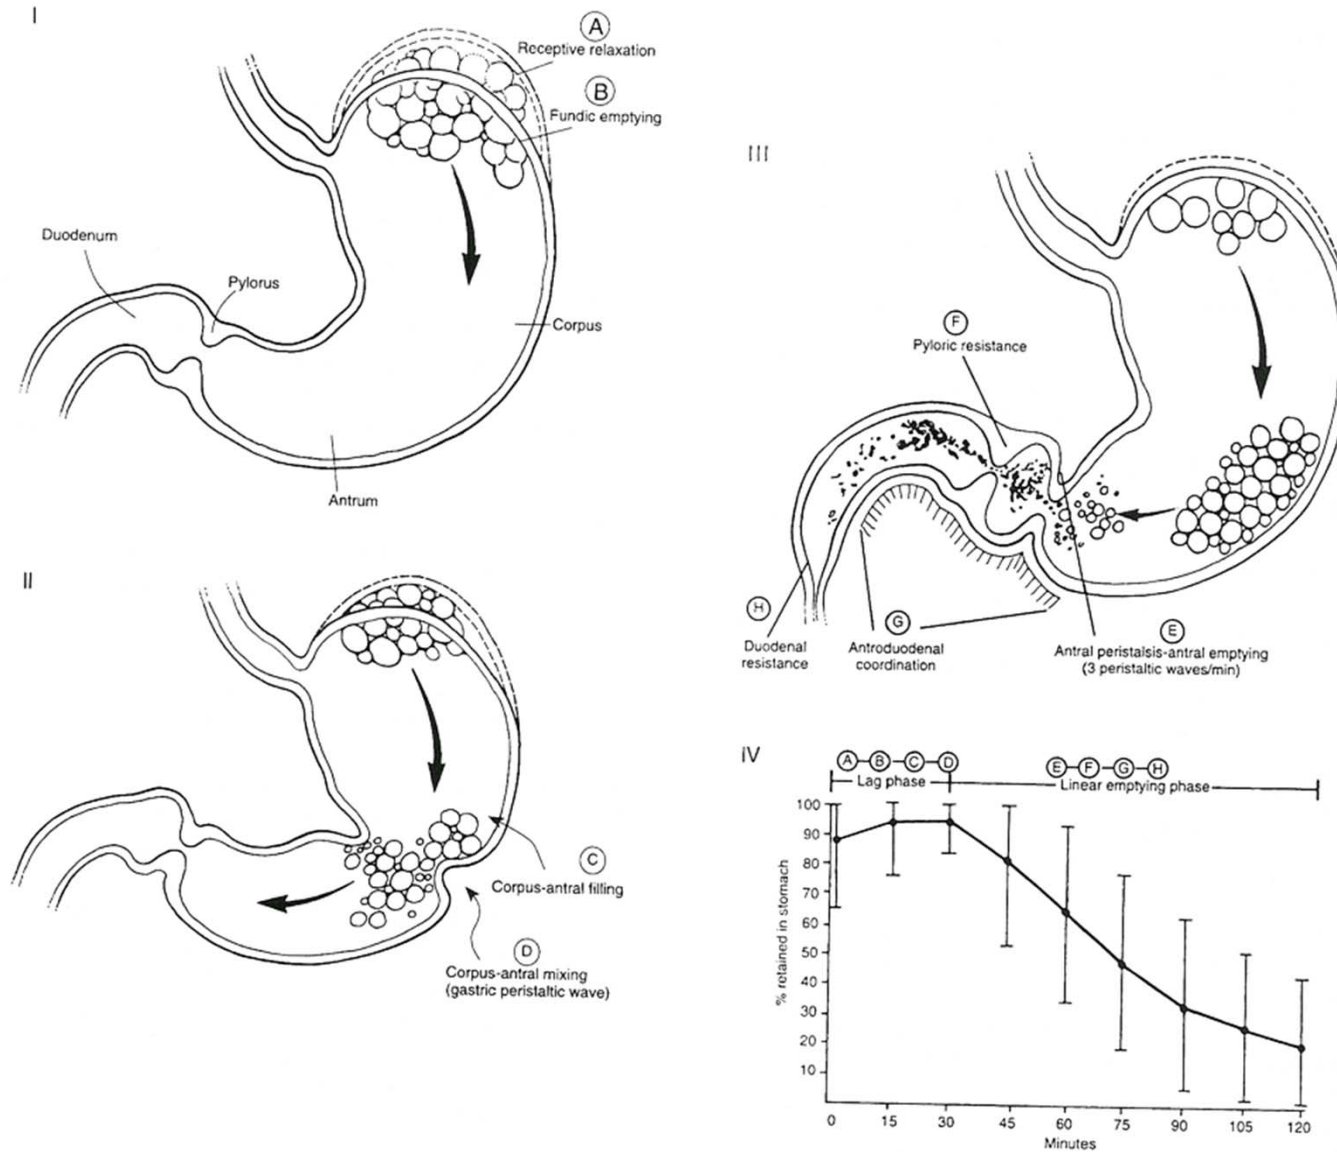 I
A
Receptive relaxation
B
Fundic emptying
Duodenum
Pylorus
Corpus
Antrum
II
C
Corpus-antral filling
D
Corpus-antral mixing
(gastric peristaltic wave)
III
F
Pyloric resistance
H
Duodenal
resistance
G
Antroduodenal
coordination
E
Antral peristalsis-antral emptying
(3 peristaltic waves/min)
IV
A B C D
Lag phase
E F G H
Linear emptying phase
% retained in stomach
100
90
80
70
60
50
40
30
20
10
0 15 30 45 60 75 90 105 120
Minutes